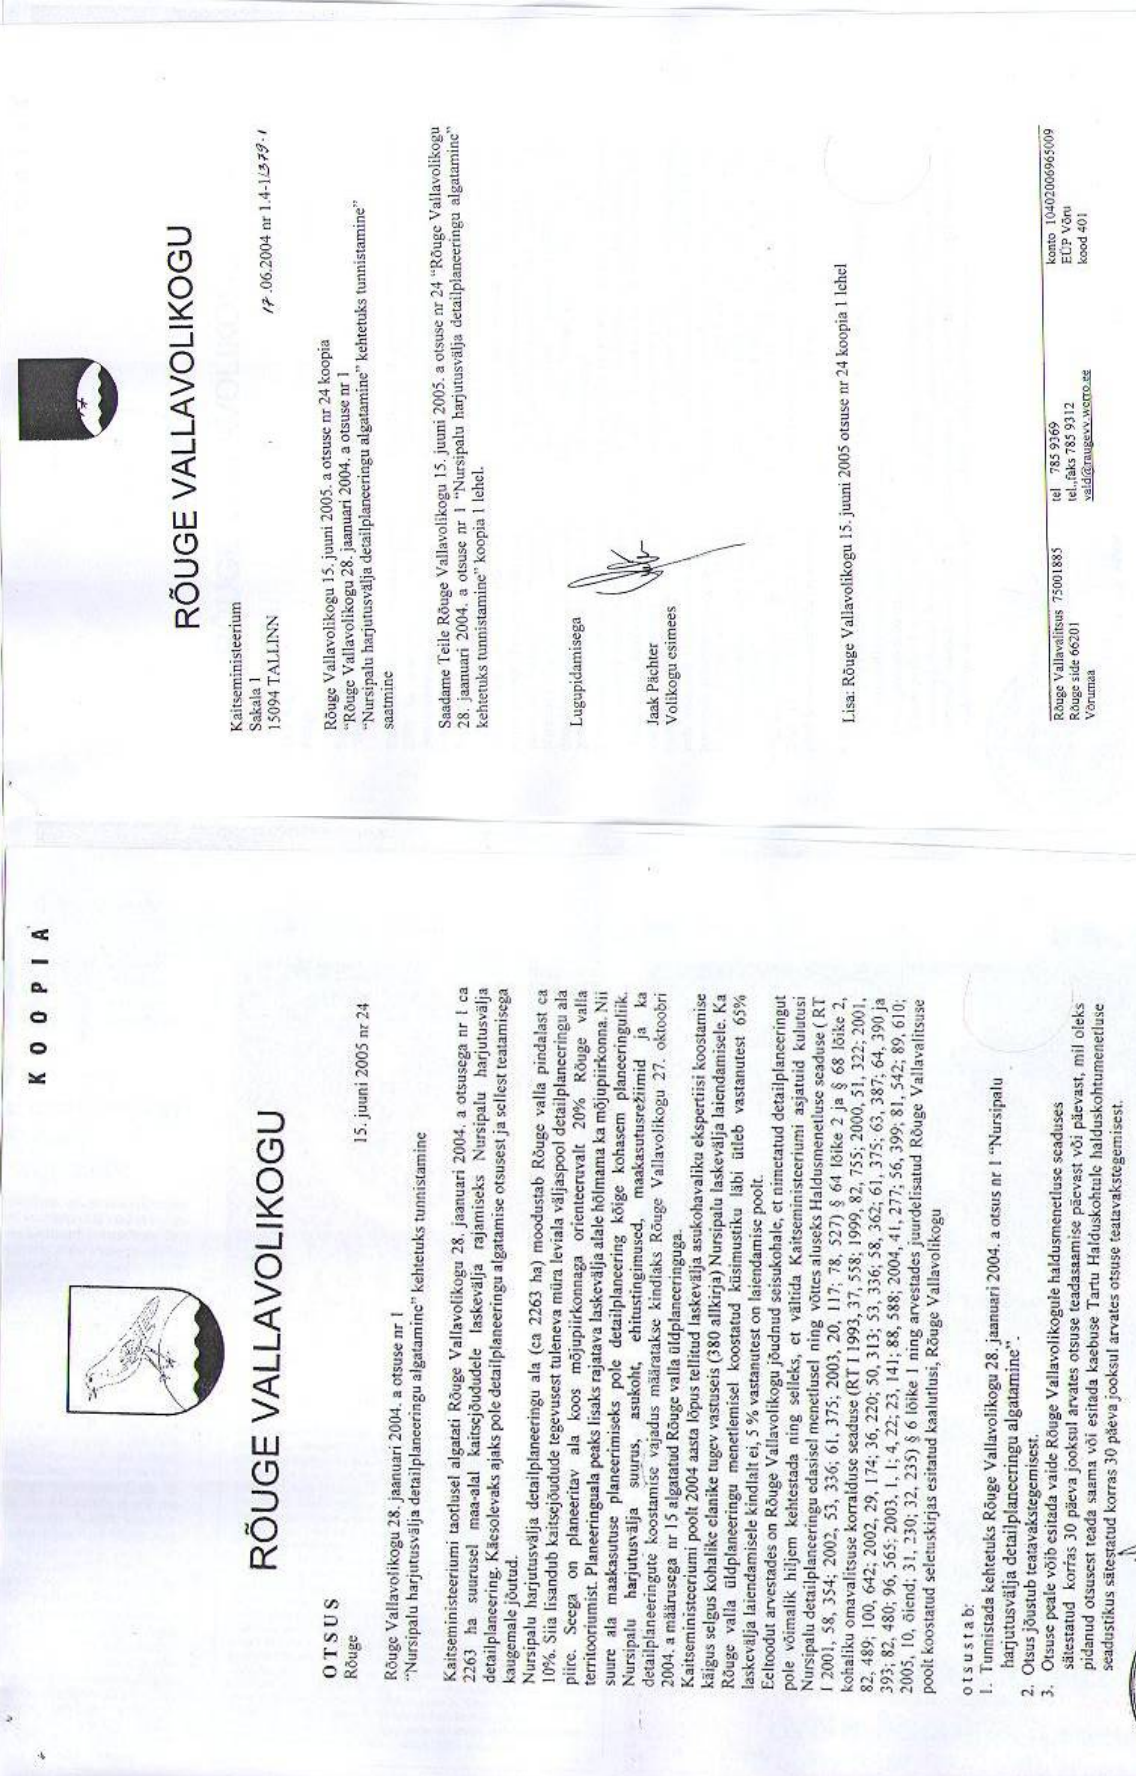 RÕUGE VALLAVOLIKOGU
Kaitseministeerium
Sakala 1
15094 TALLINN
17.06.2004 nr 1.4-1/379-1
Rõuge Vallavolikogu 15. juuni 2005. a otsuse nr 24 koopia
“Rõuge Vallavolikogu 28. jaanuari 2004. a otsuse nr 1
“Nursipalu harjutusvälja detailplaneeringu algatamine” kehtetuks tunnistamine”
saatmine
Saadame Teile Rõuge Vallavolikogu 15. juuni 2005. a otsuse nr 24 “Rõuge Vallavolikogu
28. jaanuari 2004. a otsuse nr 1 “Nursipalu harjutusvälja detailplaneeringu algatamine”
kehtetuks tunnistamine” koopia 1 lehel.
Lugupidamisega
Jaak Pächter
Volikogu esimees
Lisa: Rõuge Vallavolikogu 15. juuni 2005 otsuse nr 24 koopia 1 lehel
Rõuge Vallavalitsus 75001885
Rõuge side 66201
Võrumaa
tel 785 9369
tel.,faks 785 9312
vald@raugevv.werro.ee
konto 10402006965009
EÜP Võru
kood 401
KOOPIA
RÕUGE VALLAVOLIKOGU
OTSUS
Rõuge
15. juuni 2005 nr 24
Rõuge Vallavolikogu 28. jaanuari 2004. a otsuse nr 1
“Nursipalu harjutusvälja detailplaneeringu algatamine” kehtetuks tunnistamine
Kaitseministeeriumi taotlusel algatati Rõuge Vallavolikogu 28. jaanuari 2004. a otsusega nr 1 ca
2263 ha suurusel maa-alal kaitsejõududele laskevälja rajamiseks Nursipalu harjutusvälja
detailplaneering. Käesolevaks ajaks pole detailplaneeringu algatamise otsusest ja sellest teatamisega
kaugemale jõutud.
Nursipalu harjutusvälja detailplaneeringu ala (ca 2263 ha) moodustab Rõuge valla pindalast ca
10%. Siia lisandub kaitsejõudude tegevusest tuleneva müra leviala väljaspool detailplaneeringu ala
piire. Seega on planeeritav ala koos mõjupiirkonnaga orienteeruvalt 20% Rõuge valla
territooriumist. Planeeringuala peaks lisaks rajatava laskevälja alale hõlmama ka mõjupiirkonna. Nii
suure ala maakasutuse planeerimiseks pole detailplaneering kõige kohasem planeeringuliik.
Nursipalu harjutusvälja suurus, asukoht, ehitustingimused, maakasutusrežiimid ja ka
detailplaneeringute koostamise vajadus määratakse kindlaks Rõuge Vallavolikogu 27. oktoobri
2004. a määrusega nr 15 algatatud Rõuge valla üldplaneeringuga.
Kaitseministeeriumi poolt 2004 aasta lõpus tellitud laskevälja asukohavaliku ekspertiisi koostamise
käigus selgus kohalike elanike tugev vastuseis (380 allkirja) Nursipalu laskevälja laiendamisele. Ka
Rõuge valla üldplaneeringu menetlemisel koostatud küsimustiku läbi ütleb vastanutest 65%
laskevälja laiendamisele kindlalt ei, 5 % vastanutest on laiendamise poolt.
Eeltoodut arvestades on Rõuge Vallavolikogu jõudnud seisukohale, et nimetatud detailplaneeringut
pole võimalik hiljem kehtestada ning selleks, et vältida Kaitseministeeriumi asjatuid kulutusi
Nursipalu detailplaneeringu edasisel menetlusel ning võttes aluseks Haldusmenetluse seaduse ( RT
I 2001, 58, 354; 2002, 53, 336; 61, 375; 2003, 20, 117; 78, 527) § 64 lõike 2 ja § 68 lõike 2,
kohaliku omavalitsuse korralduse seaduse (RT I 1993, 37, 558; 1999, 82, 755; 2000, 51, 322; 2001,
82, 489; 100, 642; 2002, 29, 174; 36, 220; 50, 313; 53, 336; 58, 362; 61, 375; 63, 387; 64, 390 ja
393; 82, 480; 96, 565; 2003, 1, 1; 4, 22; 23, 141; 88, 588; 2004, 41, 277; 56, 399; 81, 542; 89, 610;
2005, 10, õiend; 31, 230; 32, 235) § 6 lõike 1 ning arvestades juurdelisatud Rõuge Vallavalitsuse
poolt koostatud seletuskirjas esitatud kaalutlusi, Rõuge Vallavolikogu
o t s u s t a b:
1. Tunnistada kehtetuks Rõuge Vallavolikogu 28. jaanuari 2004. a otsus nr 1 “Nursipalu
harjutusvälja detailplaneeringu algatamine”.
2. Otsus jõustub teatavakstegemisest.
3. Otsuse peale võib esitada vaide Rõuge Vallavolikogule haldusmenetluse seaduses
sätestatud korras 30 päeva jooksul arvates otsuse teadasaamise päevast või päevast, mil oleks
pidanud otsusest teada saama või esitada kaebuse Tartu Halduskohtule halduskohtumenetluse
seadustikus sätestatud korras 30 päeva jooksul arvates otsuse teatavakstegemisest.